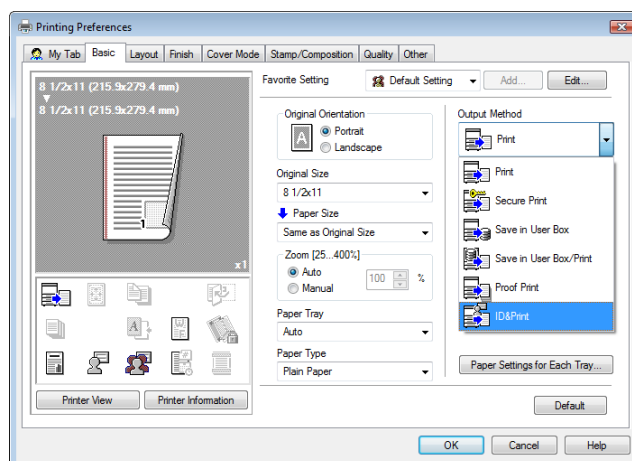 Printing Preferences
My Tab Basic Layout Finish Cover Mode Stamp/Composition Quality Other
8 1/2x11 (215.9x279.4 mm)
8 1/2x11 (215.9x279.4 mm)
1
x1
Printer View Printer Information
Favorite Setting Default Setting Add... Edit...
Original Orientation
A Portrait
Landscape
Original Size
8 1/2x11
Paper Size
Same as Original Size
Zoom [25...400%]
Auto
Manual
100 %
Paper Tray
Auto
Paper Type
Plain Paper
Output Method
Print
Print
Secure Print
Save in User Box
Save in User Box/Print
Proof Print
ID&Print
Paper Settings for Each Tray...
Default
OK Cancel Help